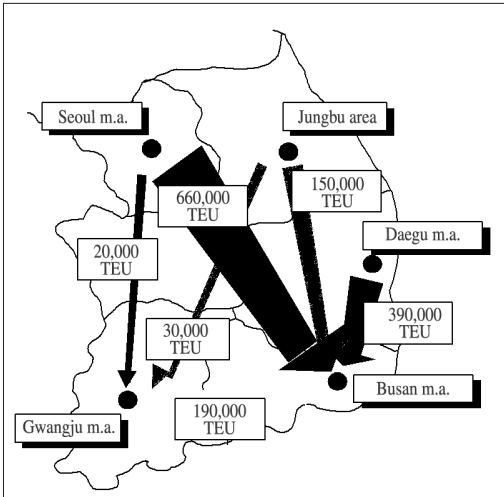 Seoul m.a.
Jungbu area
660,000
TEU
150,000
TEU
Daegu m.a.
20,000
TEU
390,000
TEU
30,000
TEU
Busan m.a.
190,000
TEU
Gwangju m.a.